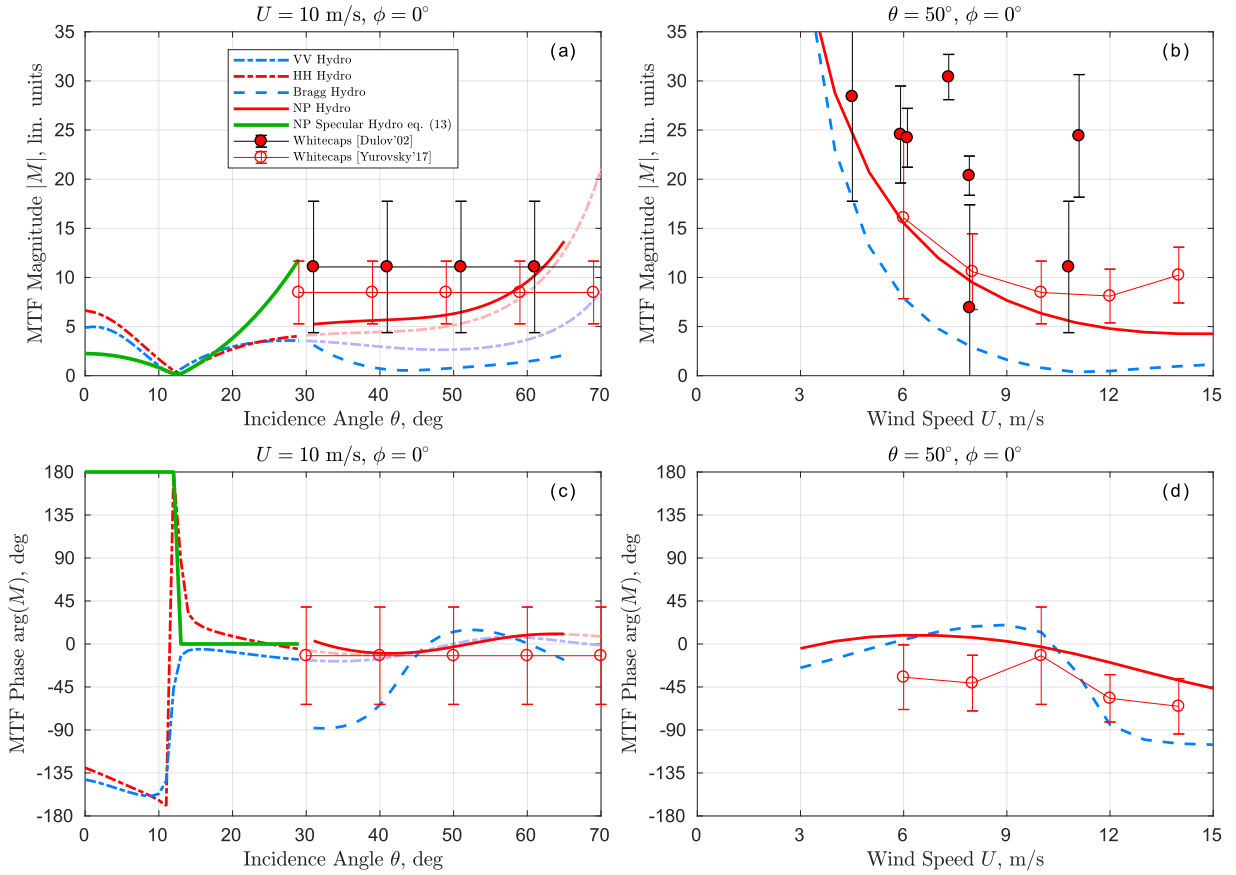 U = 10 m/s, ϕ = 0°
(a)
MTF Magnitude |M|, lin. units
35
30
25
20
15
10
5
0
VV Hydro
HH Hydro
Bragg Hydro
NP Hydro
NP Specular Hydro eq. (13)
Whitecaps [Dulov'02]
Whitecaps [Yurovsky'17]
0 10 20 30 40 50 60 70
Incidence Angle θ, deg
θ = 50°, ϕ = 0°
(b)
MTF Magnitude |M|, lin. units
35
30
25
20
15
10
5
0
0 3 6 9 12 15
Wind Speed U, m/s
U = 10 m/s, ϕ = 0°
(c)
MTF Phase arg(M), deg
180
135
90
45
0
-45
-90
-135
-180
0 10 20 30 40 50 60 70
Incidence Angle θ, deg
θ = 50°, ϕ = 0°
(d)
MTF Phase arg(M), deg
180
135
90
45
0
-45
-90
-135
-180
0 3 6 9 12 15
Wind Speed U, m/s